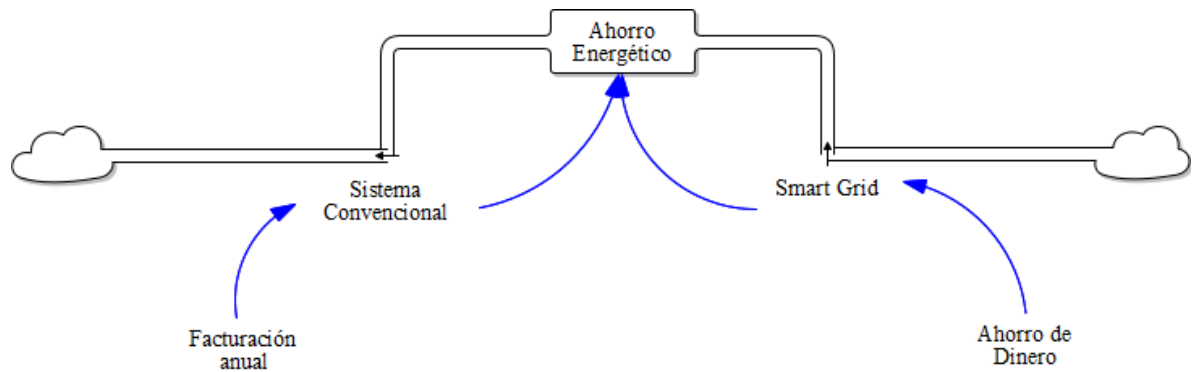 Ahorro
Energético
Sistema
Convencional
Smart Grid
Facturación
anual
Ahorro de
Dinero